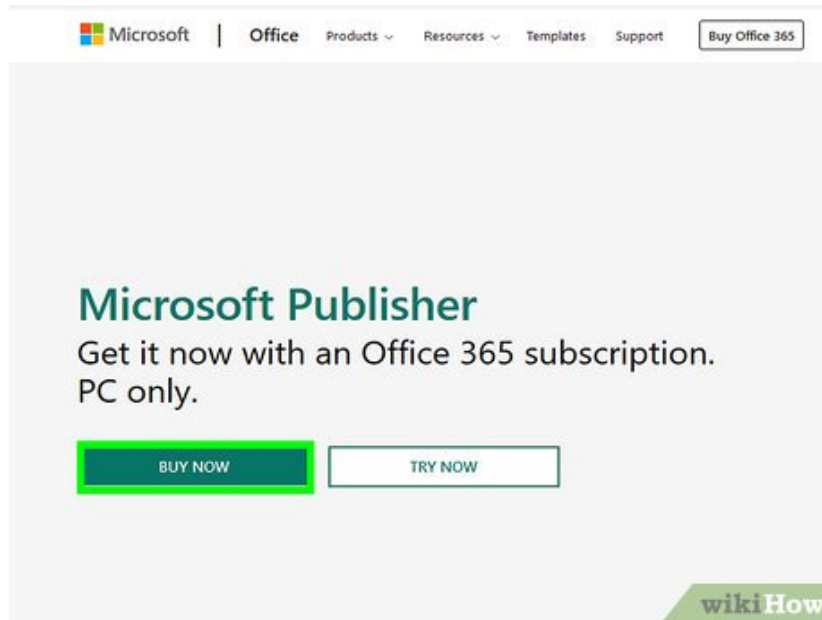 Microsoft | Office Products Resources Templates Support Buy Office 365
Microsoft Publisher
Get it now with an Office 365 subscription.
PC only.
BUY NOW TRY NOW
wikiHow